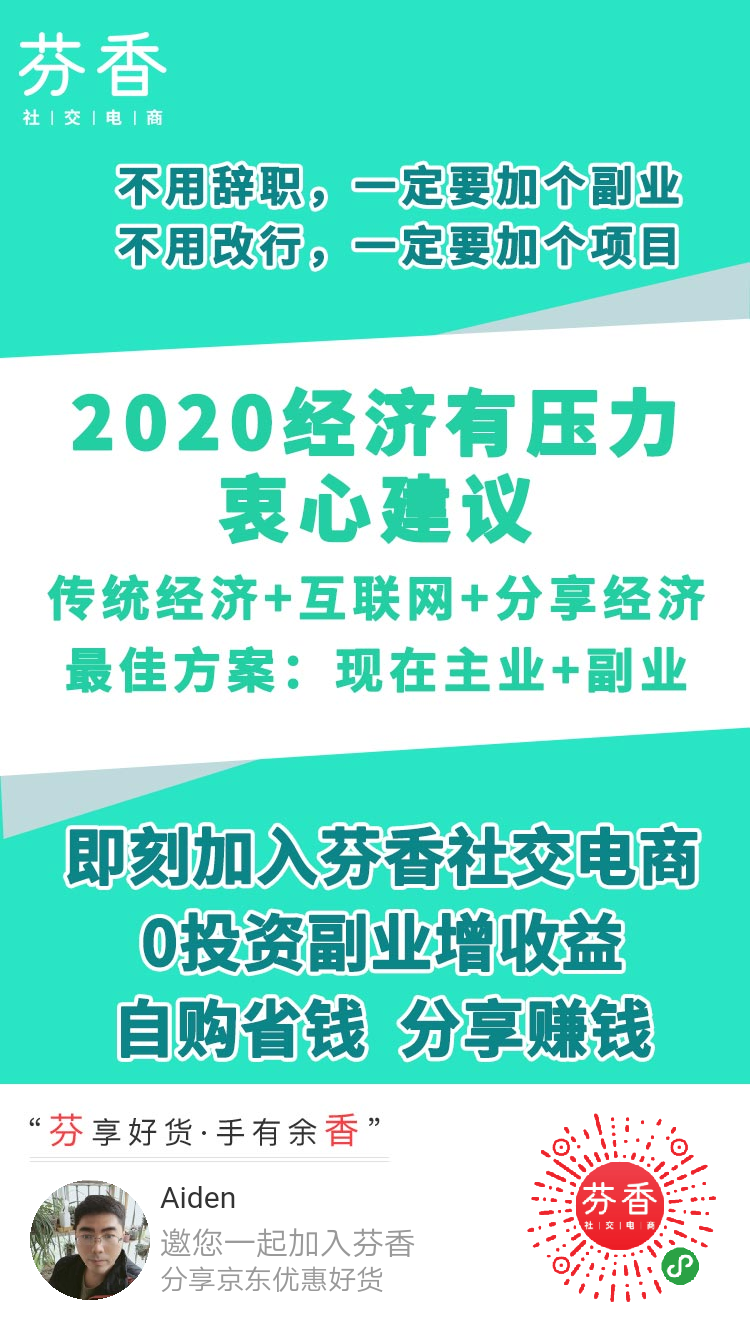 芬香
社|交|电|商
不用辞职，一定要加个副业
不用改行，一定要加个项目
2020经济有压力
衷心建议
传统经济+互联网+分享经济
最佳方案：现在主业+副业
即刻加入芬香社交电商
0投资副业增收益
自购省钱 分享赚钱
“芬享好货·手有余香”
Aiden
邀您一起加入芬香
分享京东优惠好货
芬香
社|交|电|商